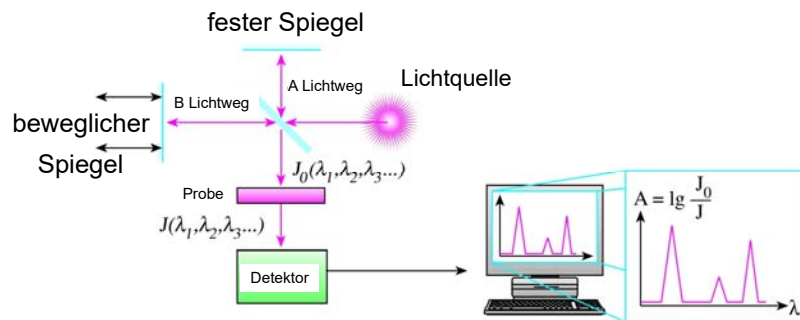 fester Spiegel
A Lichtweg
Lichtquelle
B Lichtweg
beweglicher
Spiegel
J₀(λ₁,λ₂,λ₃...)
Probe
J(λ₁,λ₂,λ₃...)
Detektor
A = lg J₀/J
λ